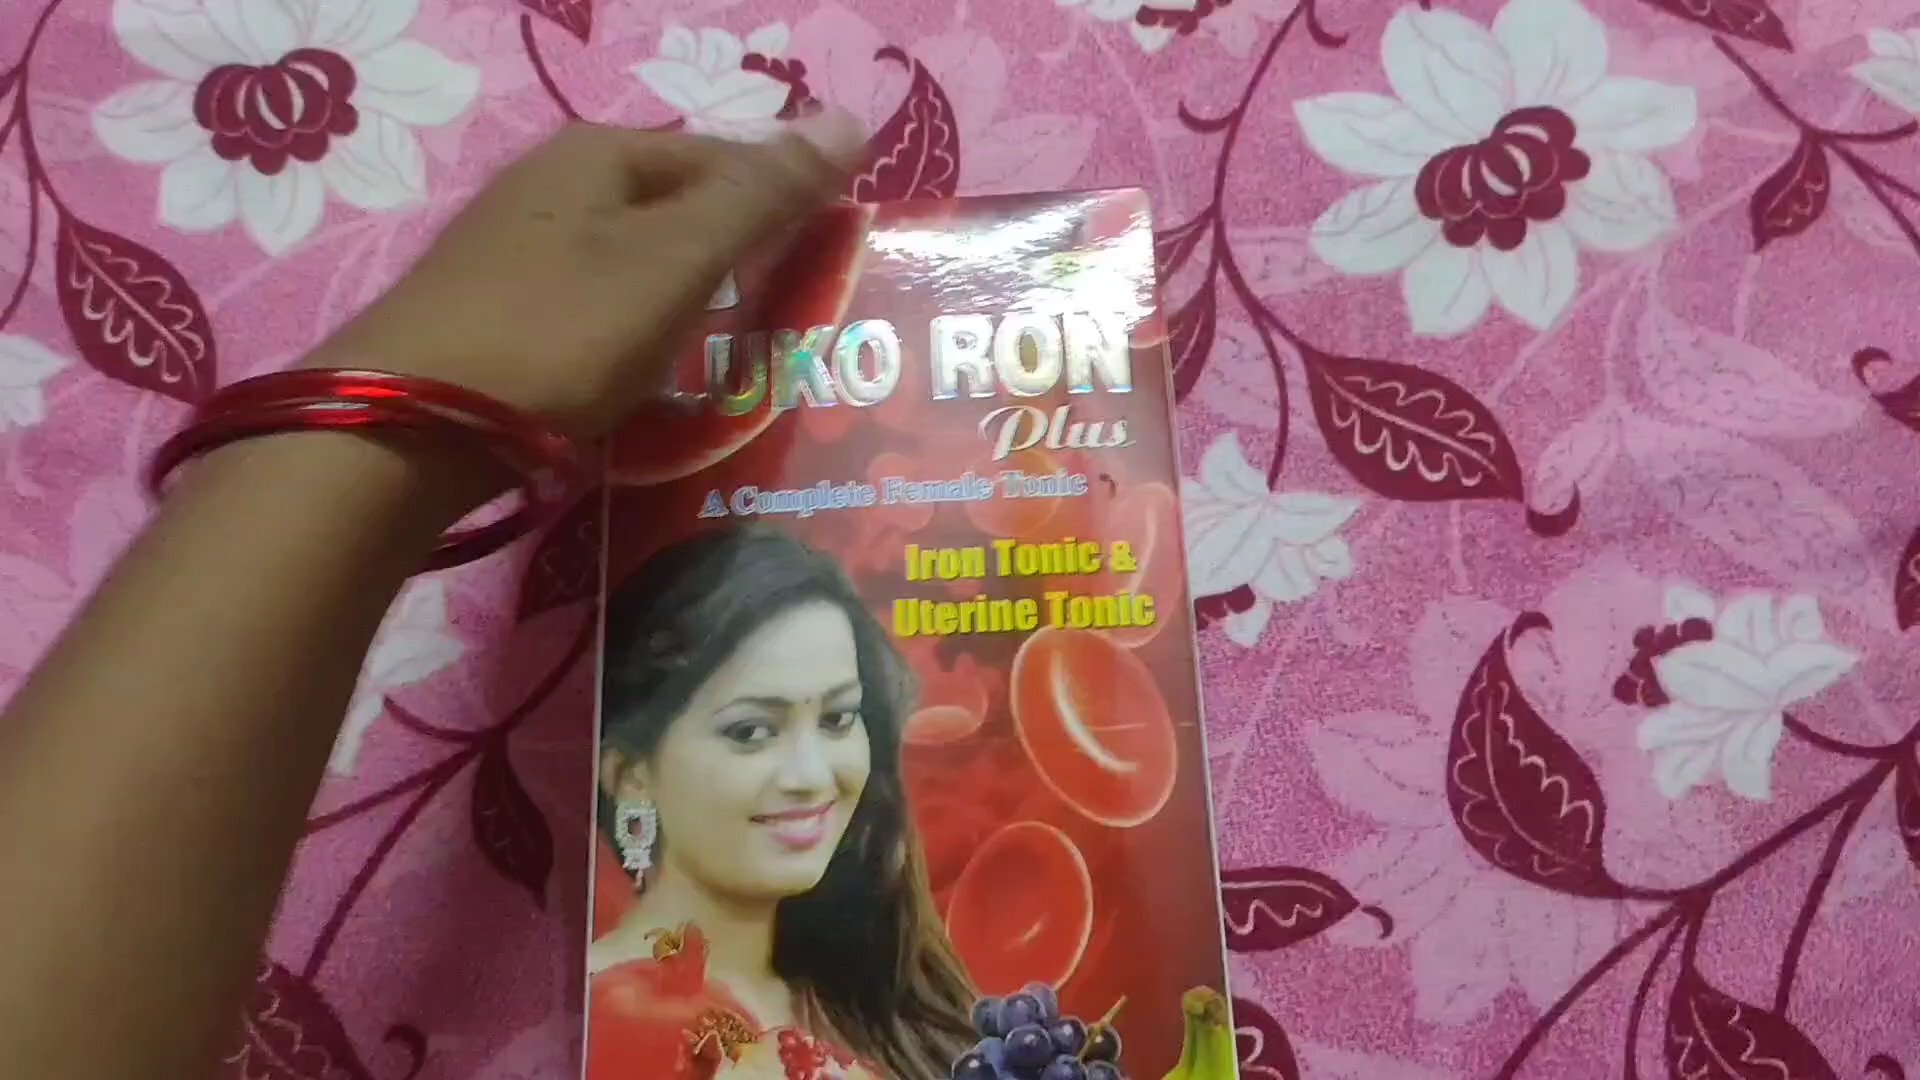 LUKO RON
Plus
A Complete Female Tonic
Iron Tonic &
Uterine Tonic